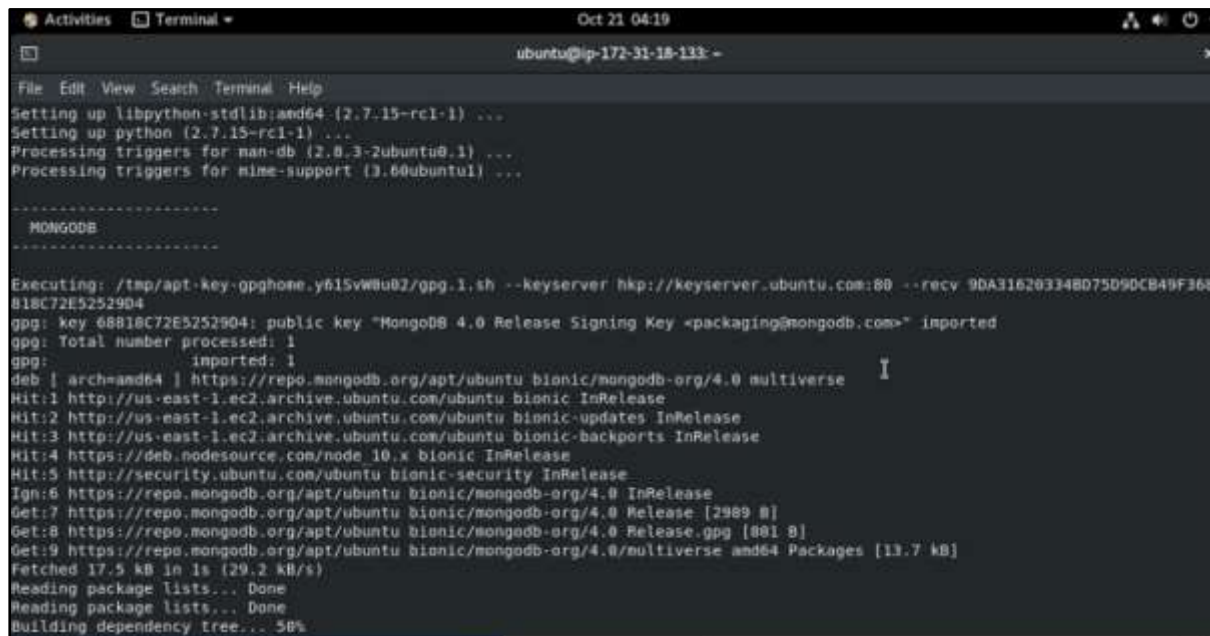 Activities Terminal Oct 21 04:19
ubuntu@ip-172-31-18-133: ~
File Edit View Search Terminal Help
Setting up libpython-stdlib:amd64 (2.7.15~rc1-1) ...
Setting up python (2.7.15~rc1-1) ...
Processing triggers for man-db (2.8.3-2ubuntu0.1) ...
Processing triggers for mime-support (3.60ubuntu1) ...
-----------------------
MONGODB
-----------------------
Executing: /tmp/apt-key-gpghome.y61SvW8u02/gpg.1.sh --keyserver hkp://keyserver.ubuntu.com:80 --recv 9DA31620334BD75D9DCB49F368
818C72E52529D4
gpg: key 68818C72E52529D4: public key "MongoDB 4.0 Release Signing Key <packaging@mongodb.com>" imported
gpg: Total number processed: 1
gpg: imported: 1
deb [ arch=amd64 ] https://repo.mongodb.org/apt/ubuntu bionic/mongodb-org/4.0 multiverse
Hit:1 http://us-east-1.ec2.archive.ubuntu.com/ubuntu bionic InRelease
Hit:2 http://us-east-1.ec2.archive.ubuntu.com/ubuntu bionic-updates InRelease
Hit:3 http://us-east-1.ec2.archive.ubuntu.com/ubuntu bionic-backports InRelease
Hit:4 https://deb.nodesource.com/node_10.x bionic InRelease
Hit:5 http://security.ubuntu.com/ubuntu bionic-security InRelease
Ign:6 https://repo.mongodb.org/apt/ubuntu bionic/mongodb-org/4.0 InRelease
Get:7 https://repo.mongodb.org/apt/ubuntu bionic/mongodb-org/4.0 Release [2989 B]
Get:8 https://repo.mongodb.org/apt/ubuntu bionic/mongodb-org/4.0 Release.gpg [801 B]
Get:9 https://repo.mongodb.org/apt/ubuntu bionic/mongodb-org/4.0/multiverse amd64 Packages [13.7 kB]
Fetched 17.5 kB in 1s (29.2 kB/s)
Reading package lists... Done
Reading package lists... Done
Building dependency tree... 50%